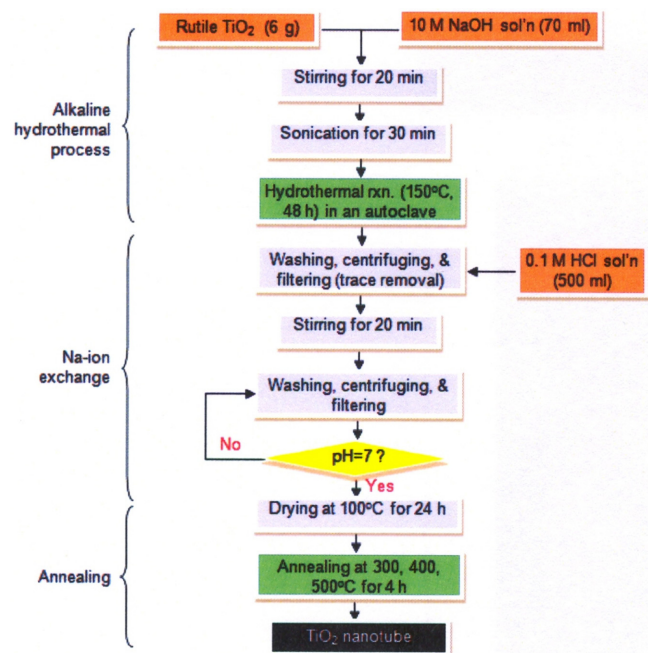 Rutile TiO₂ (6 g)
10 M NaOH sol'n (70 ml)
Stirring for 20 min
Alkaline
hydrothermal
process
Sonication for 30 min
Hydrothermal rxn. (150ºC,
48 h) in an autoclave
Washing, centrifuging, &
filtering (trace removal)
0.1 M HCl sol'n
(500 ml)
Stirring for 20 min
Na-ion
exchange
Washing, centrifuging, &
filtering
No
pH=7 ?
Yes
Drying at 100ºC for 24 h
Annealing
Annealing at 300, 400,
500ºC for 4 h
TiO₂ nanotube